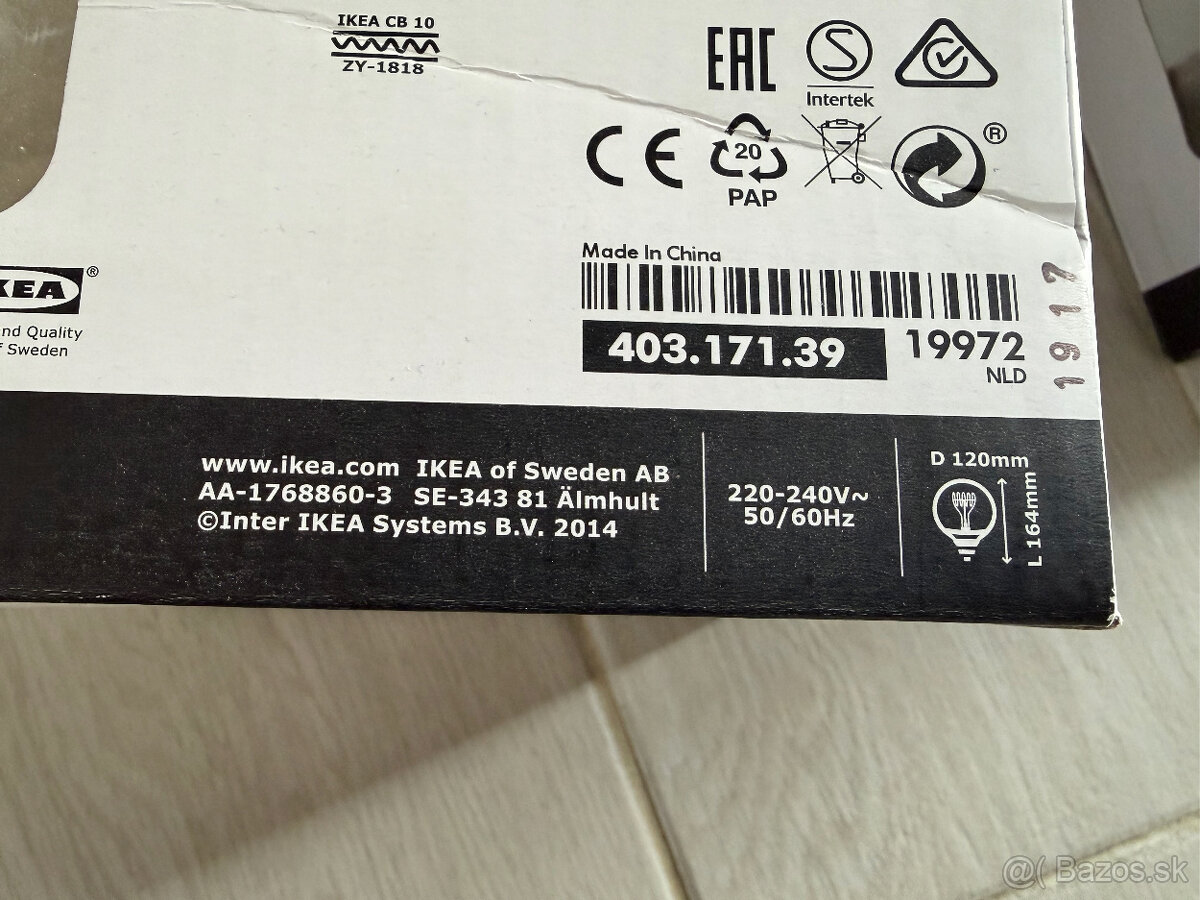 IKEA CB 10
ZY-1818
EAC
S
Intertek
CE
20
PAP
®
Made In China
403.171.39
19972
NLD
1917
KEA®
nd Quality
f Sweden
www.ikea.com IKEA of Sweden AB
AA-1768860-3 SE-343 81 Älmhult
©Inter IKEA Systems B.V. 2014
220-240V~
50/60Hz
D 120mm
L 164mm
@( Bazos.sk